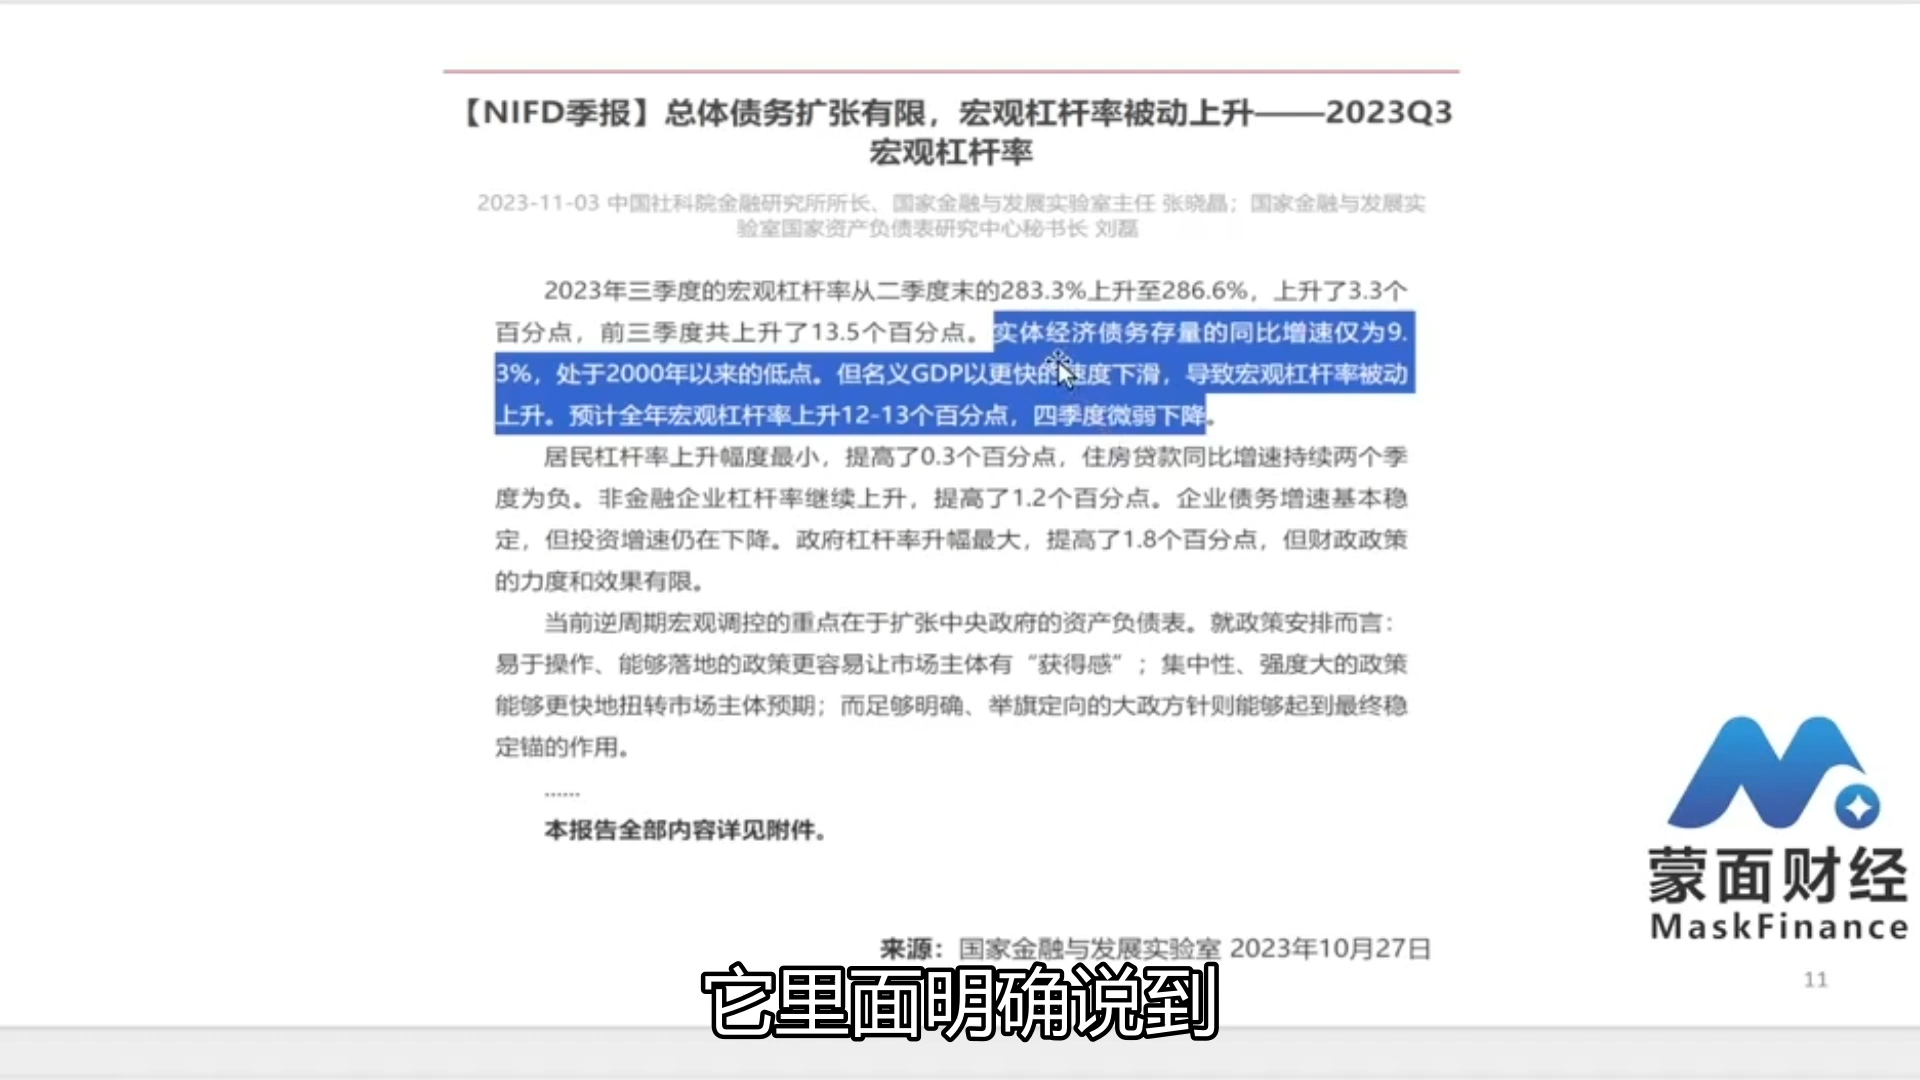 【NIFD季报】总体债务扩张有限，宏观杠杆率被动上升——2023Q3
宏观杠杆率
2023-11-03 中国社科院金融研究所所长、国家金融与发展实验室主任 张晓晶；国家金融与发展实
验室国家资产负债表研究中心秘书长 刘磊
2023年三季度的宏观杠杆率从二季度末的283.3%上升至286.6%，上升了3.3个
百分点，前三季度共上升了13.5个百分点。实体经济债务存量的同比增速仅为9.
3%，处于2000年以来的低点。但名义GDP以更快的速度下滑，导致宏观杠杆率被动
上升。预计全年宏观杠杆率上升12-13个百分点，四季度微弱下降。
居民杠杆率上升幅度最小，提高了0.3个百分点，住房贷款同比增速持续两个季
度为负。非金融企业杠杆率继续上升，提高了1.2个百分点。企业债务增速基本稳
定，但投资增速仍在下降。政府杠杆率升幅最大，提高了1.8个百分点，但财政政策
的力度和效果有限。
当前逆周期宏观调控的重点在于扩张中央政府的资产负债表。就政策安排而言：
易于操作、能够落地的政策更容易让市场主体有“获得感”；集中性、强度大的政策
能够更快地扭转市场主体预期；而足够明确、举旗定向的大政方针则能够起到最终稳
定锚的作用。
......
本报告全部内容详见附件。
蒙面财经
MaskFinance
来源：国家金融与发展实验室 2023年10月27日
11
它里面明确说到